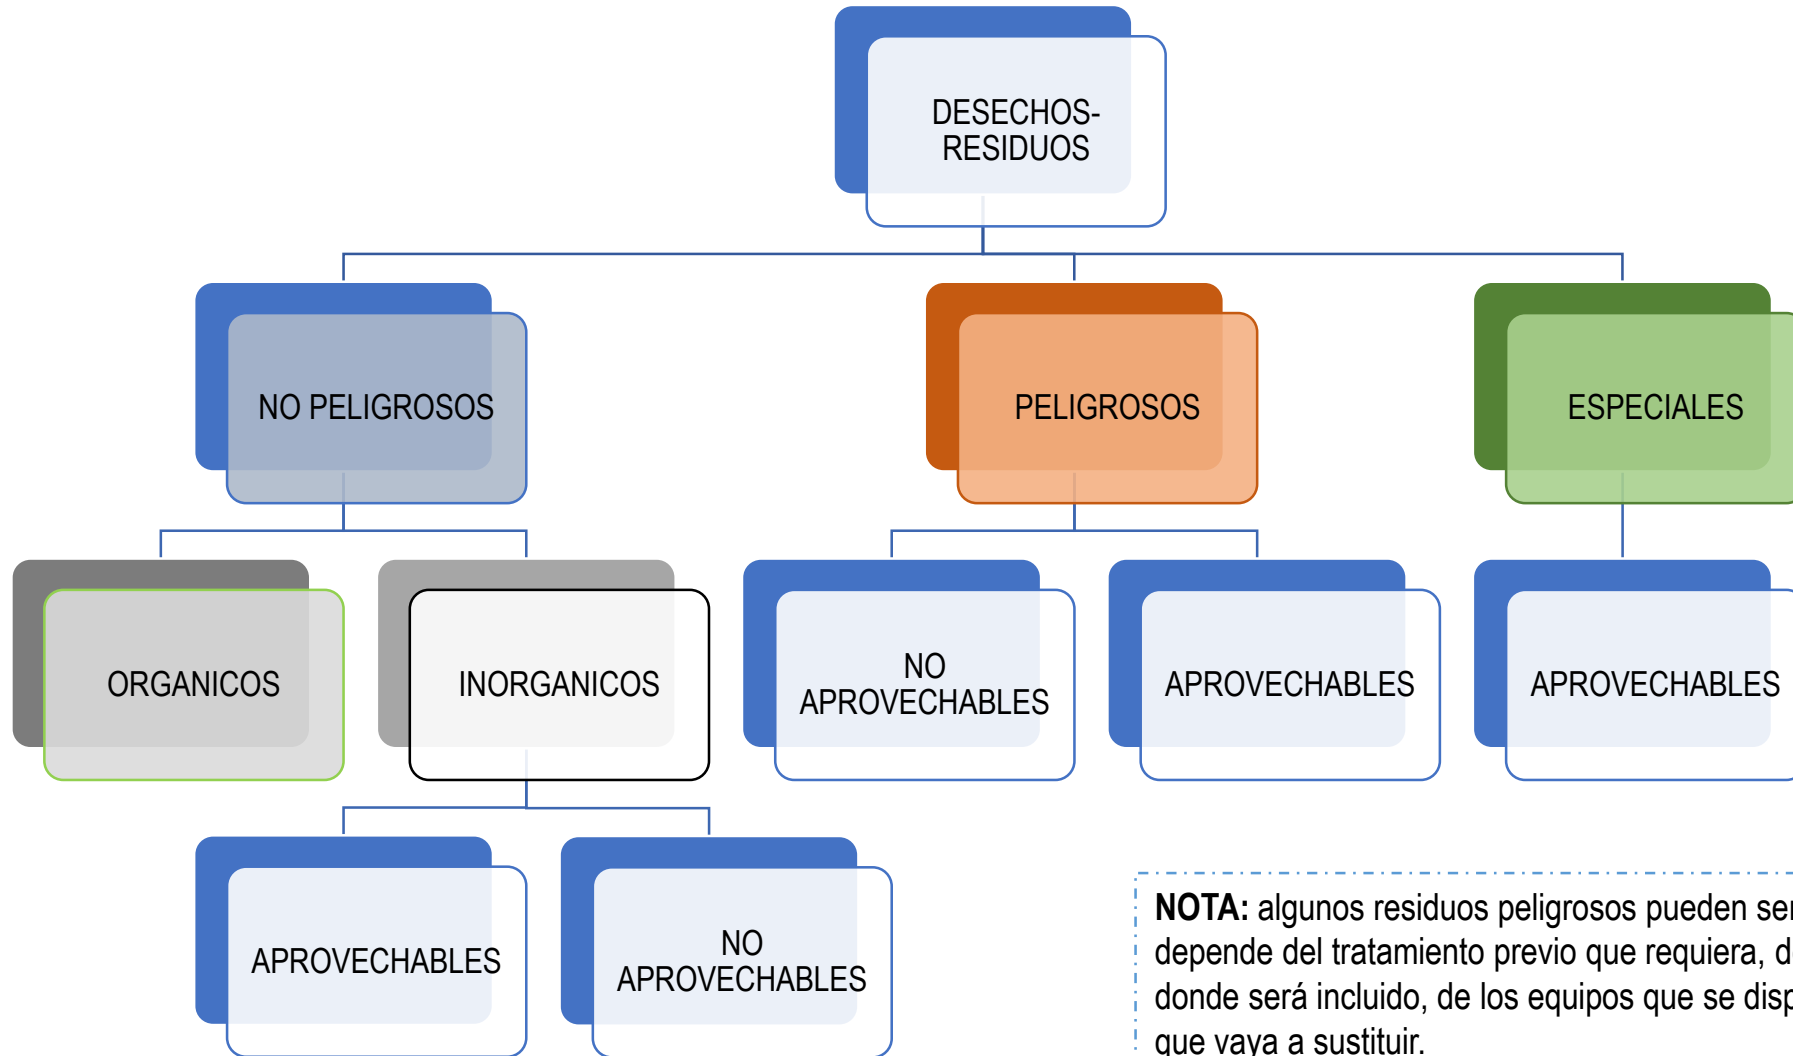 DESECHOS-
RESIDUOS
NO PELIGROSOS
PELIGROSOS
ESPECIALES
ORGANICOS
INORGANICOS
NO
APROVECHABLES
APROVECHABLES
APROVECHABLES
APROVECHABLES
NO
APROVECHABLES
NOTA: algunos residuos peligrosos pueden ser
depende del tratamiento previo que requiera,
donde será incluido, de los equipos que se
que vaya a sustituir.